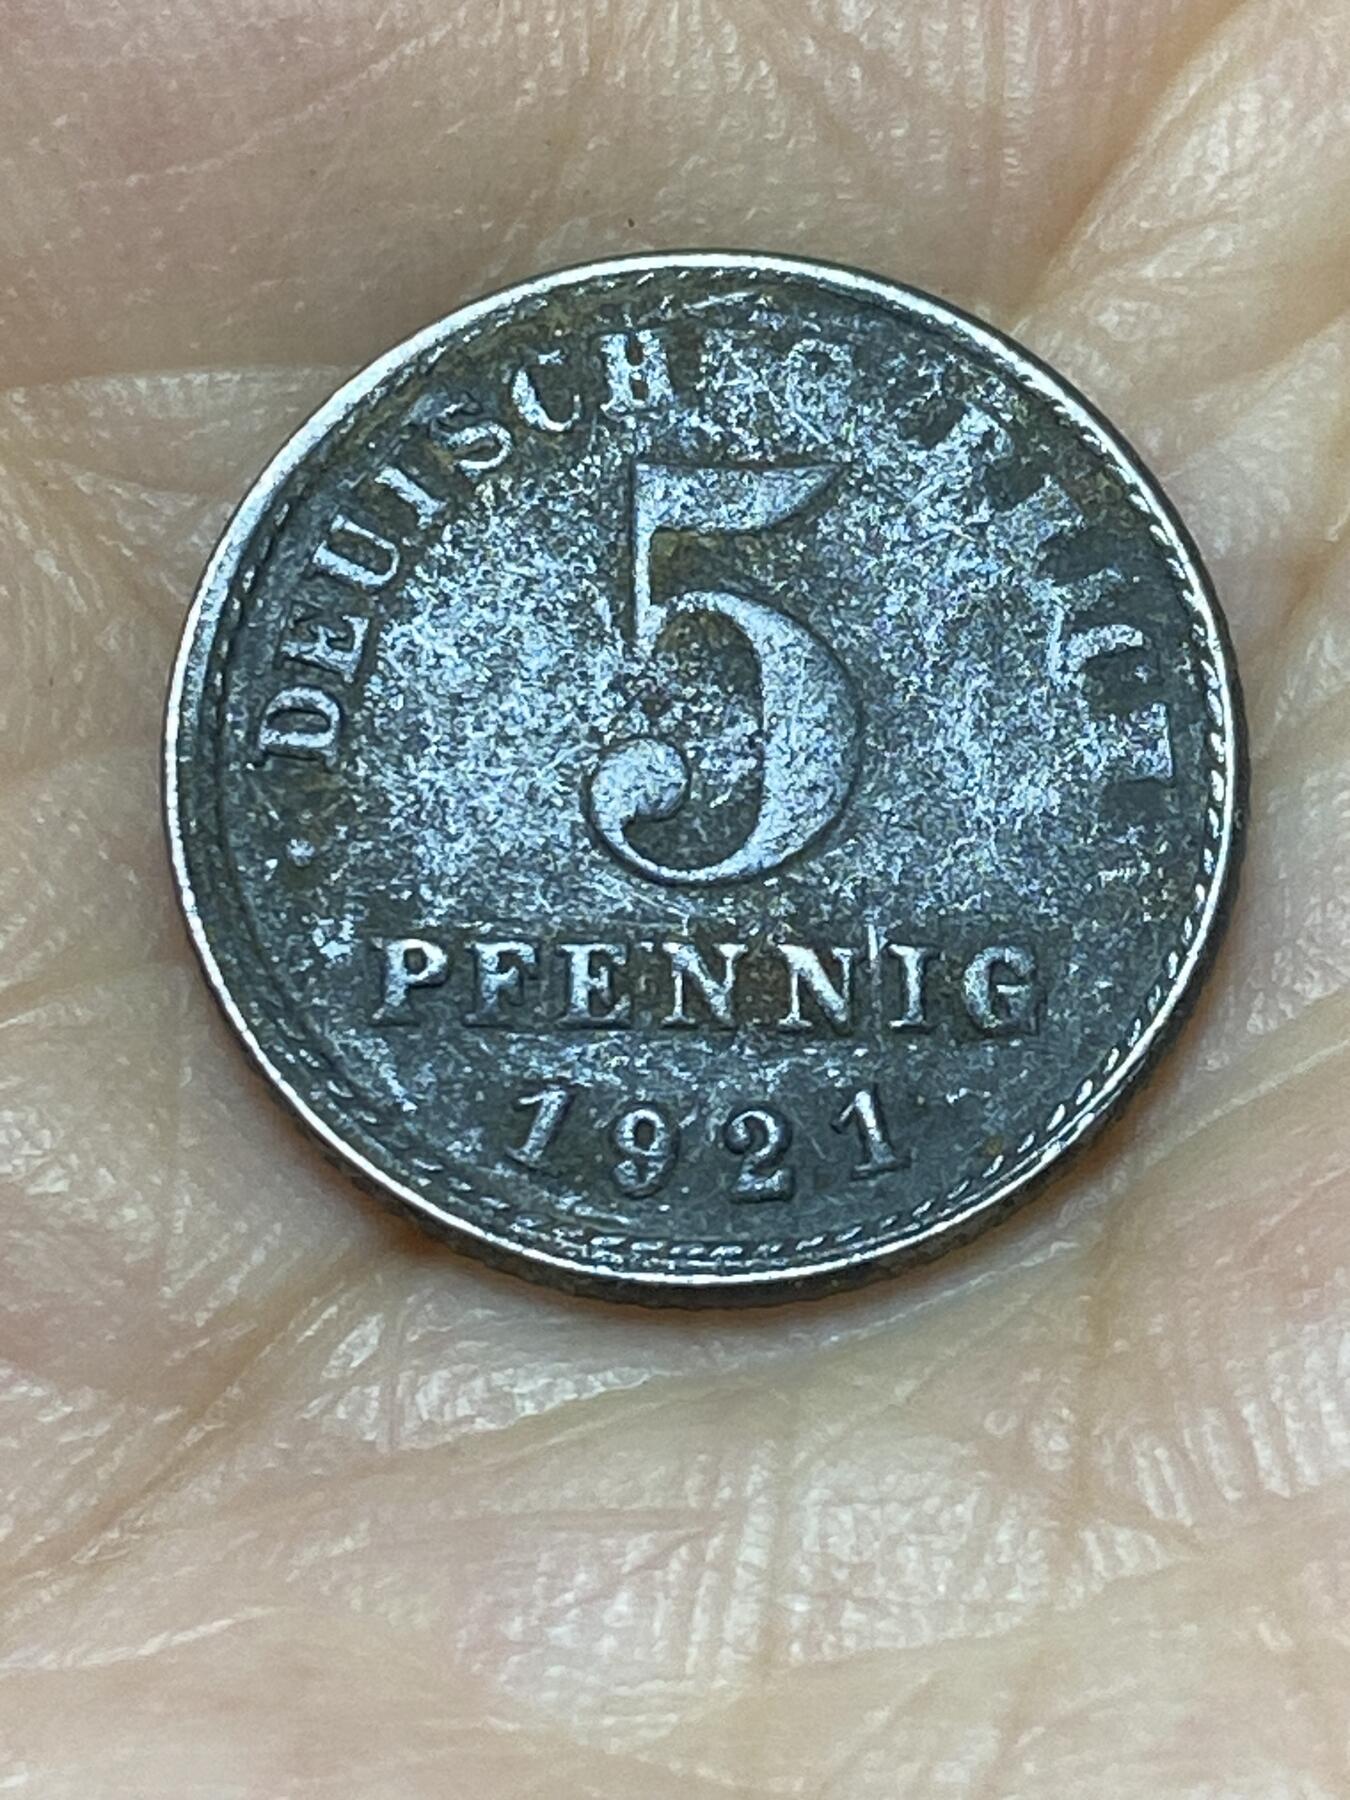 DEUTSCHES REICH
5
PFENNIG
1921